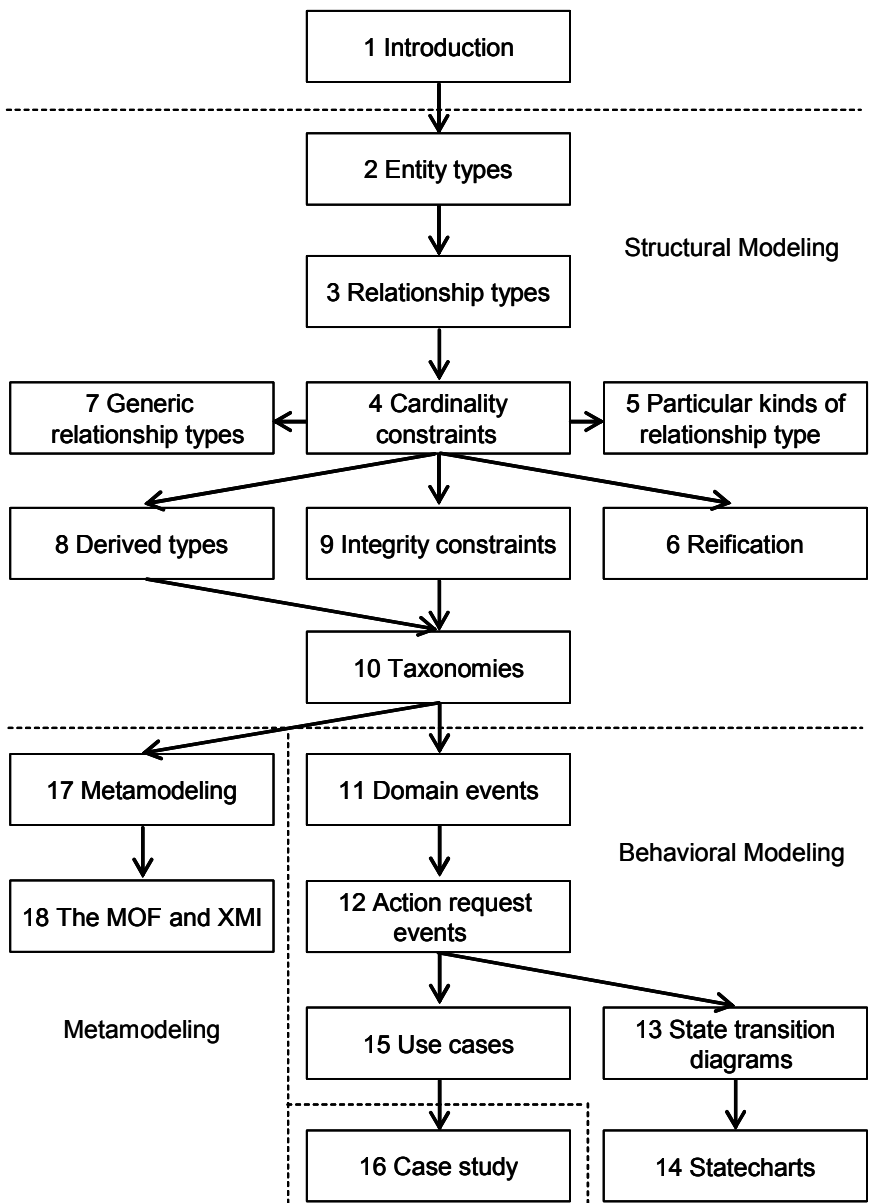 1 Introduction
2 Entity types
Structural Modeling
3 Relationship types
7 Generic
relationship types
4 Cardinality
constraints
5 Particular kinds of
relationship type
8 Derived types
9 Integrity constraints
6 Reification
10 Taxonomies
17 Metamodeling
11 Domain events
Behavioral Modeling
18 The MOF and XMI
12 Action request
events
Metamodeling
15 Use cases
13 State transition
diagrams
16 Case study
14 Statecharts